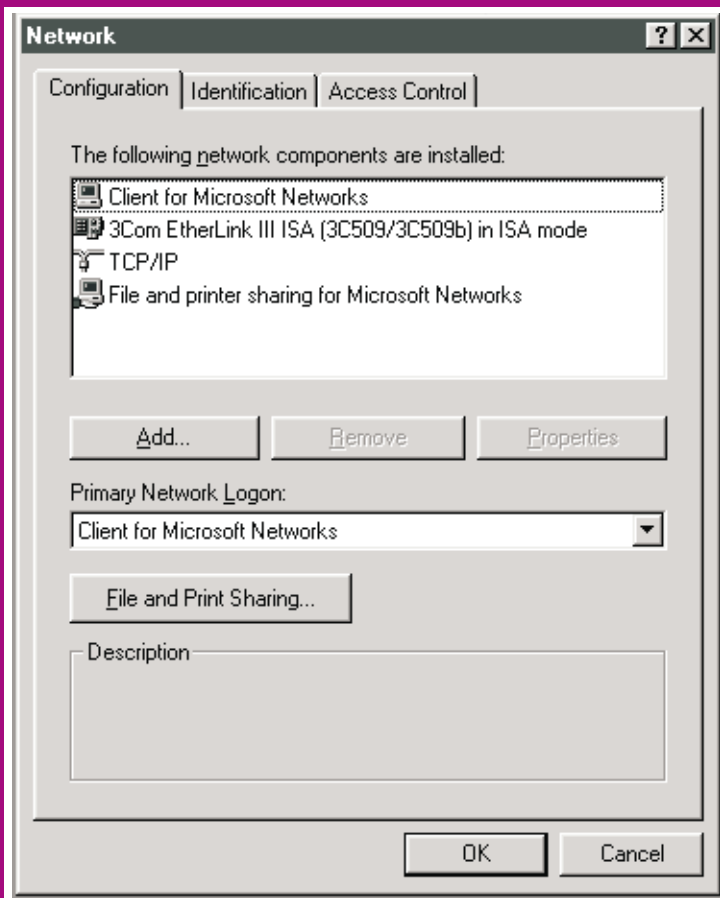 Network
Configuration Identification Access Control
The following network components are installed:
Client for Microsoft Networks
3Com EtherLink III ISA (3C509/3C509b) in ISA mode
TCP/IP
File and printer sharing for Microsoft Networks
Add... Remove Properties
Primary Network Logon:
Client for Microsoft Networks
File and Print Sharing...
Description
OK Cancel